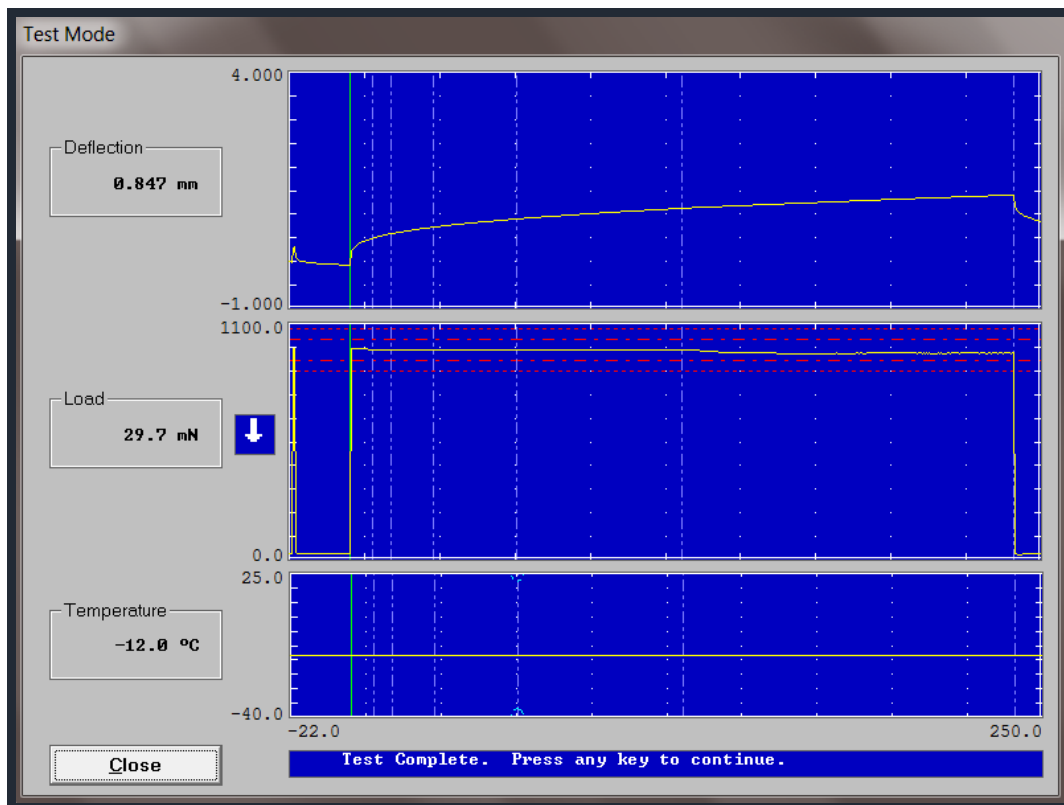 Test Mode
4.000
Deflection
0.847 mm
-1.000
1100.0
Load
29.7 mN
0.0
25.0
Temperature
-12.0 ºC
-40.0
-22.0 250.0
Close
Test Complete. Press any key to continue.